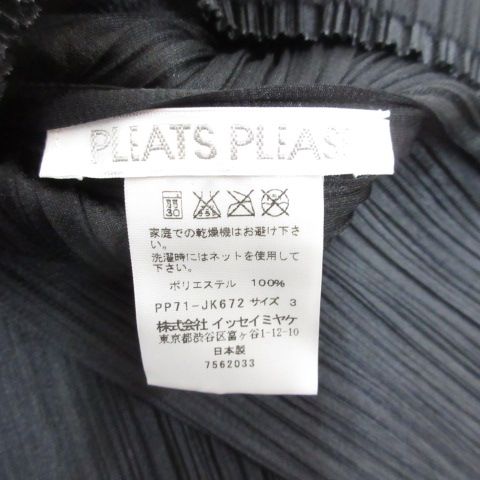 PLEATS PLEASE
30
家庭での乾燥機はお避け下さ
い。
洗濯時にはネットを使用して
下さい。
ポリエステル 100%
PP71-JK672 サイズ 3
株式会社 イッセイミヤケ
東京都渋谷区富ヶ谷1-12-10
日本製
7562033